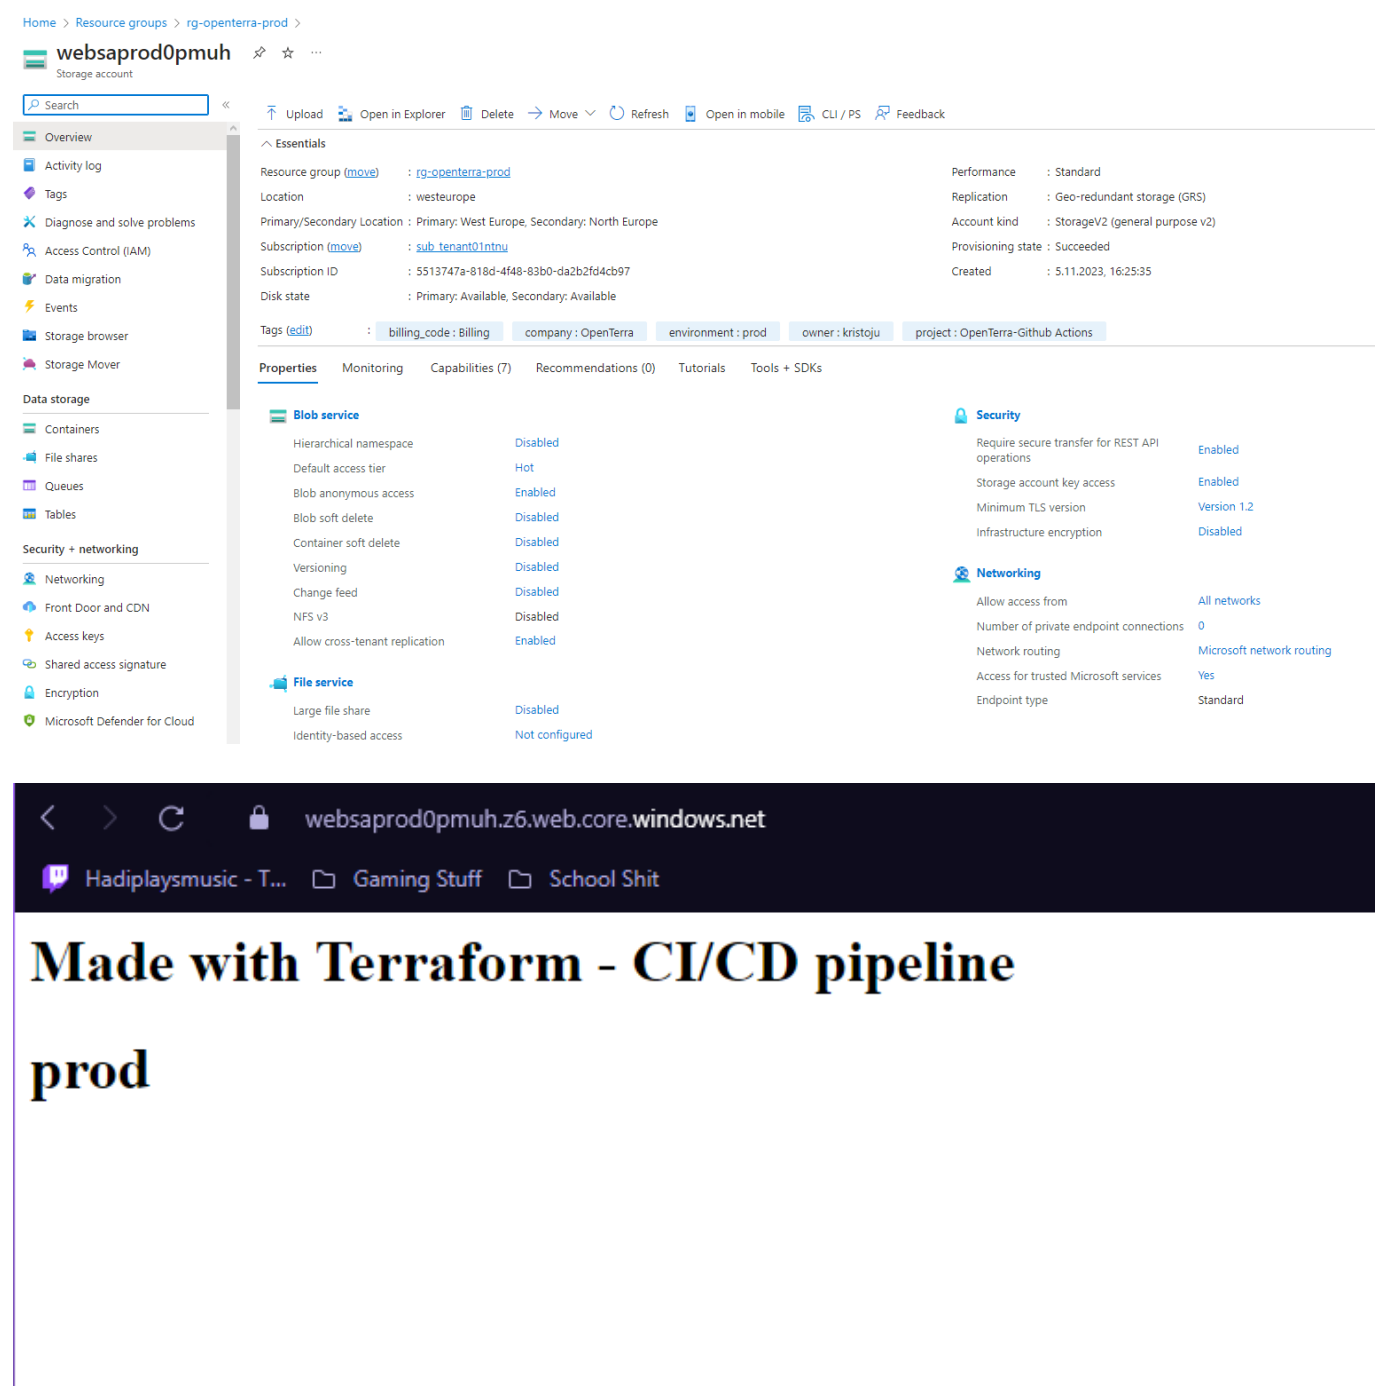 Home > Resource groups > rg-openterra-prod >
websaprod0pmuh
Storage account
Search
Overview
Activity log
Tags
Diagnose and solve problems
Access Control (IAM)
Data migration
Events
Storage browser
Storage Mover
Data storage
Containers
File shares
Queues
Tables
Security + networking
Networking
Front Door and CDN
Access keys
Shared access signature
Encryption
Microsoft Defender for Cloud
Upload Open in Explorer Delete Move Refresh Open in mobile CLI / PS Feedback
Essentials
Resource group (move) : rg-openterra-prod
Location : westeurope
Primary/Secondary Location : Primary: West Europe, Secondary: North Europe
Subscription (move) : sub_tenant01ntnu
Subscription ID : 5513747a-818d-4f48-83b0-da2b2fd4cb97
Disk state : Primary: Available, Secondary: Available
Performance : Standard
Replication : Geo-redundant storage (GRS)
Account kind : StorageV2 (general purpose v2)
Provisioning state : Succeeded
Created : 5.11.2023, 16:25:35
Tags (edit) : billing_code : Billing company : OpenTerra environment : prod owner : kristoju project : OpenTerra-Github Actions
Properties Monitoring Capabilities (7) Recommendations (0) Tutorials Tools + SDKs
Blob service
Hierarchical namespace Disabled
Default access tier Hot
Blob anonymous access Enabled
Blob soft delete Disabled
Container soft delete Disabled
Versioning Disabled
Change feed Disabled
NFS v3 Disabled
Allow cross-tenant replication Enabled
File service
Large file share Disabled
Identity-based access Not configured
Security
Require secure transfer for REST API
operations Enabled
Storage account key access Enabled
Minimum TLS version Version 1.2
Infrastructure encryption Disabled
Networking
Allow access from All networks
Number of private endpoint connections 0
Network routing Microsoft network routing
Access for trusted Microsoft services Yes
Endpoint type Standard
websaprod0pmuh.z6.web.core.windows.net
Hadiplaysmusic - T... Gaming Stuff School Shit
Made with Terraform - CI/CD pipeline
prod